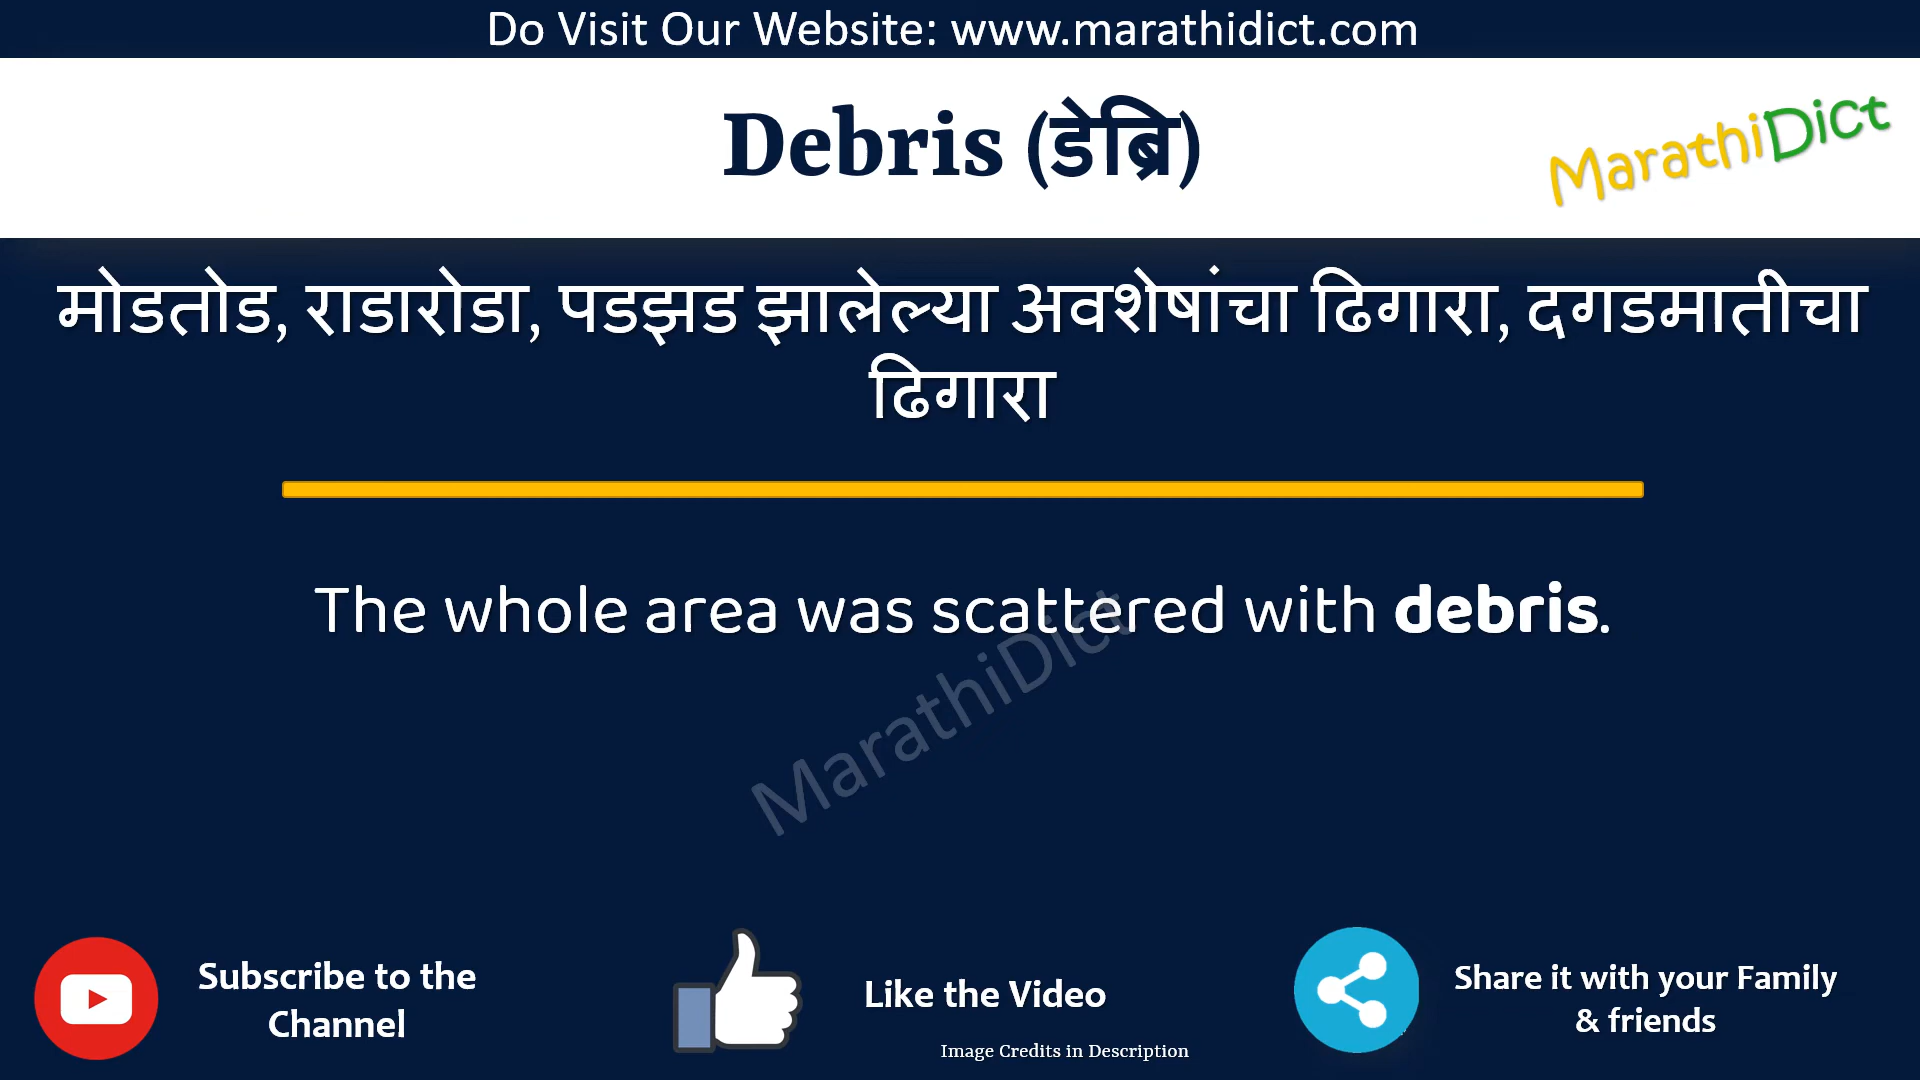 Do Visit Our Website: www.marathidict.com
Debris (डेब्रि)
MarathiDict
मोडतोड, राडारोडा, पडझड झालेल्या अवशेषांचा ढिगारा, दगडमातीचा
ढिगारा
The whole area was scattered with debris.
MarathiDict
Subscribe to the
Channel
Like the Video
Share it with your Family
& friends
Image Credits in Description